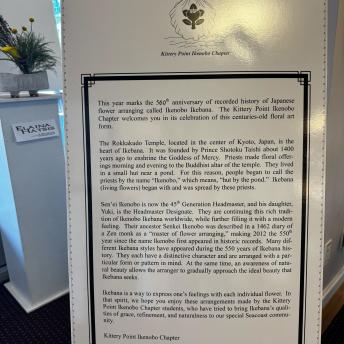 Kittery Point Ikenobo Chapter
This year marks the 560th anniversary of recorded history of Japanese
flower arranging called Ikenobo Ikebana. The Kittery Point Ikenobo
Chapter welcomes you in its celebration of this centuries-old floral art
form.
The Rokkakudo Temple, located in the center of Kyoto, Japan, is the
heart of Ikebana. It was founded by Prince Shotoku Taishi about 1400
years ago to enshrine the Goddess of Mercy. Priests made floral offer-
ings morning and evening to the Buddhist altar of the temple. They lived
in a small hut near a pond. For this reason, people began to call the
priests by the name "Ikenobo," which means, "hut by the pond." Ikebana
(living flowers) began with and was spread by these priests.
Sen'ei Ikenobo is now the 45th Generation Headmaster, and his daughter,
Yuki, is the Headmaster Designate. They are continuing this rich tradi-
tion of Ikenobo Ikebana worldwide, while further filling it with modern
feeling. Their ancestor Senkei Ikenobo was described in a 1462 diary of
a Zen monk as a "master of flower arranging," making 2012 the 550th
year since the name Ikenobo first appeared in historic records. Many dif-
ferent Ikebana styles have appeared during the 550 years of Ikebana his-
tory. They each have a distinctive character and are arranged with a par-
ticular form or pattern in mind. At the same time, an awareness of natu-
ral beauty allows the arranger to gradually approach the ideal beauty that
Ikebana seeks.
Ikebana is a way to express one's feelings with each individual flower. In
that spirit, we hope you enjoy these arrangements made by the Kittery
Point Ikenobo Chapter students, who have tried to bring Ikebana's quali-
ties of grace, refinement, and naturalness to our special Seacoast commu-
nity.
Kittery Point Ikenobo Chapter